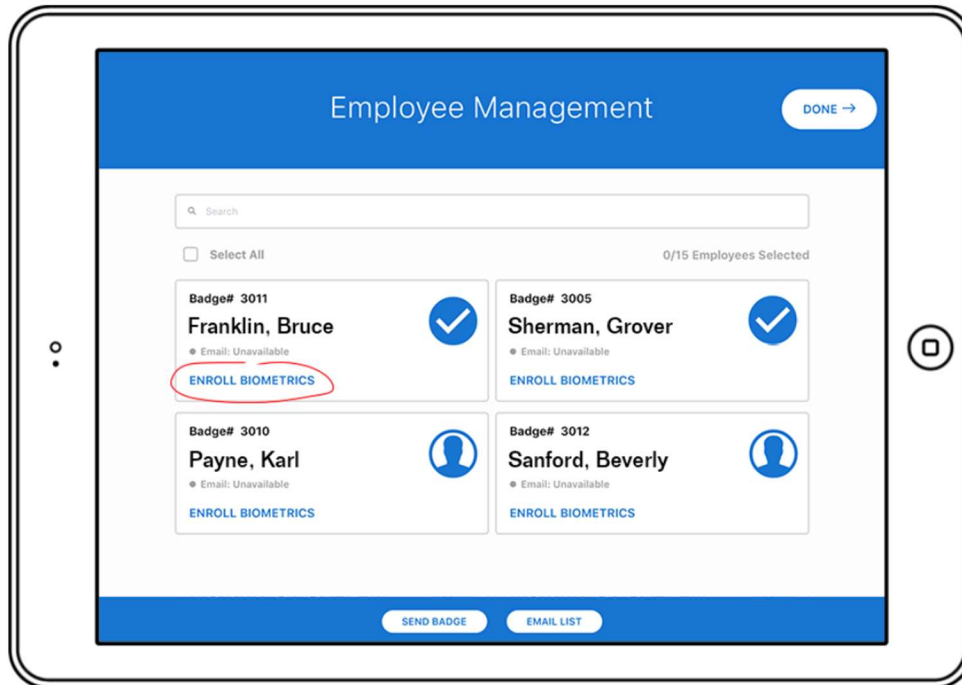 Employee Management
DONE →
Search
Select All
0/15 Employees Selected
Badge# 3011
Franklin, Bruce
Email: Unavailable
ENROLL BIOMETRICS
Badge# 3005
Sherman, Grover
Email: Unavailable
ENROLL BIOMETRICS
Badge# 3010
Payne, Karl
Email: Unavailable
ENROLL BIOMETRICS
Badge# 3012
Sanford, Beverly
Email: Unavailable
ENROLL BIOMETRICS
SEND BADGE
EMAIL LIST